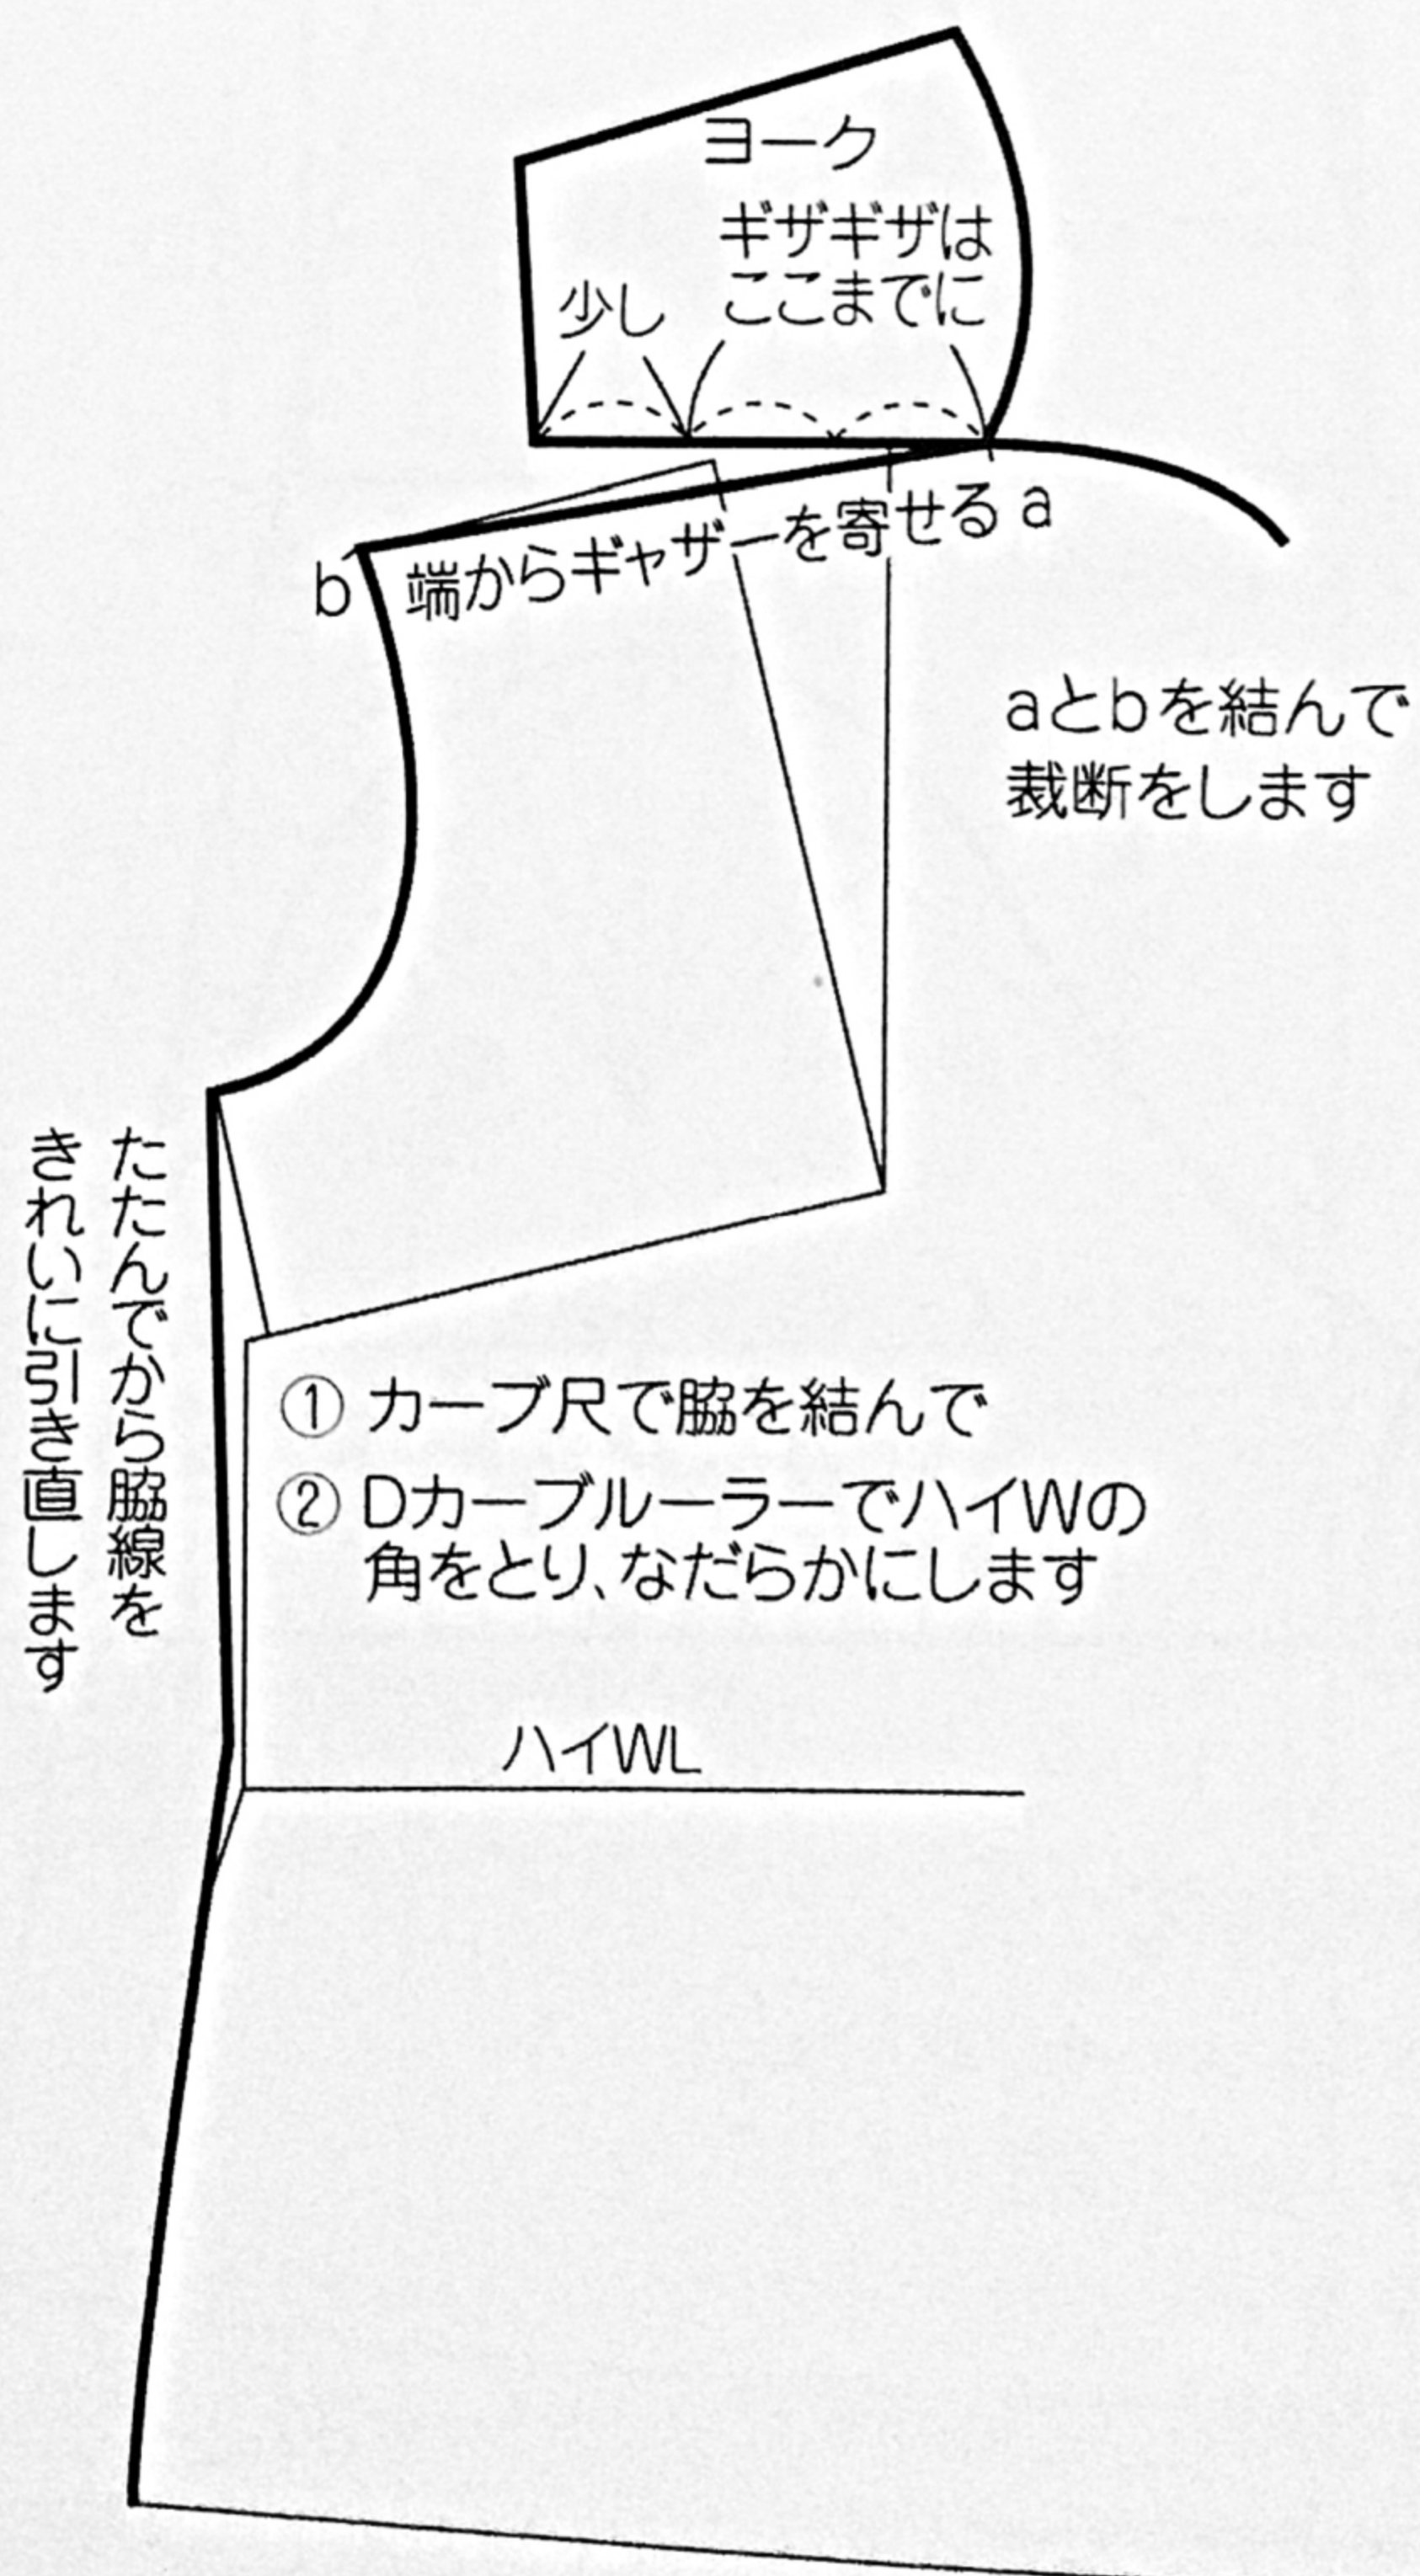 ヨーク
ギザギザは
ここまでに
少し
端からギャザーを寄せる
a
b
aとbを結んで
裁断をします
たたんでから脇線を
きれいに引き直します
① カーブ尺で脇を結んで
② DカーブルーラーでハイWの
角をとり、なだらかにします
ハイWL